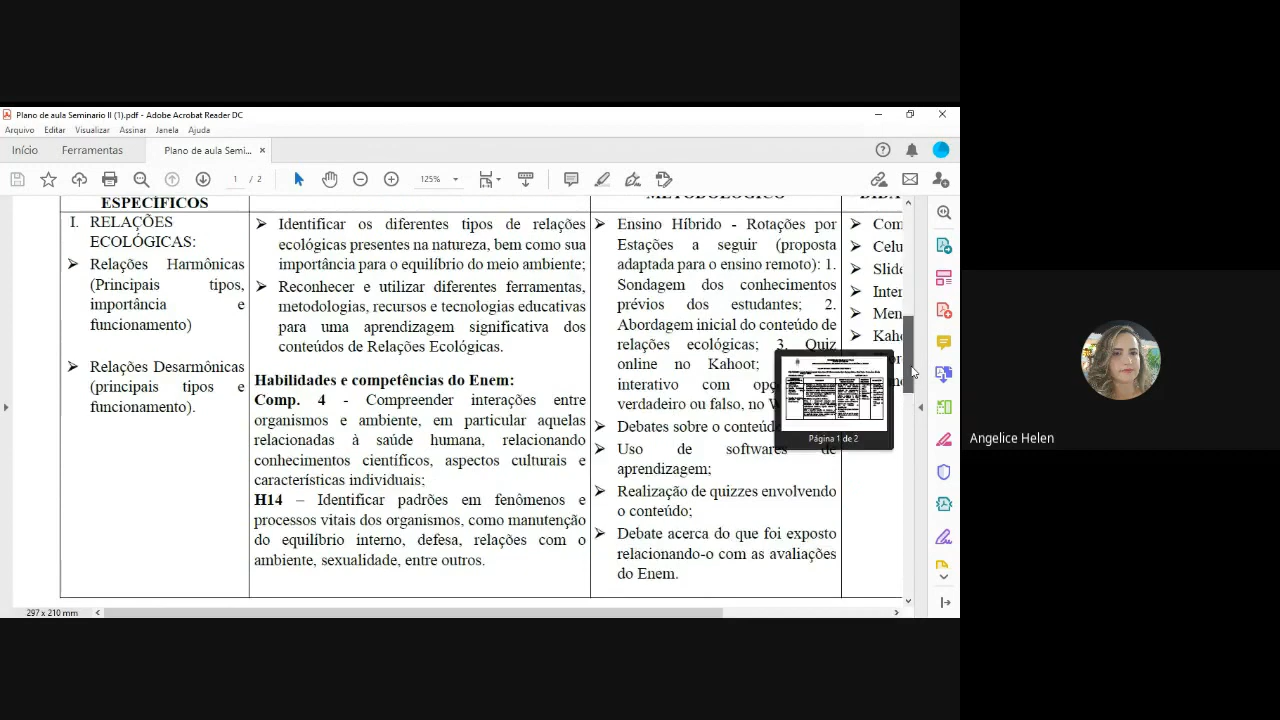 Plano de aula Seminario II (1).pdf - Adobe Acrobat Reader DC
Arquivo Editar Visualizar Assinar Janela Ajuda
Início Ferramentas Plano de aula Semi... ×
1 / 2 125%
ESPECÍFICOS
METODOLÓGICO
I. RELAÇÕES
ECOLÓGICAS:
➤ Relações Harmônicas
(Principais tipos,
importância e
funcionamento)
➤ Relações Desarmônicas
(principais tipos e
funcionamento).
➤ Identificar os diferentes tipos de relações
ecológicas presentes na natureza, bem como sua
importância para o equilíbrio do meio ambiente;
➤ Reconhecer e utilizar diferentes ferramentas,
metodologias, recursos e tecnologias educativas
para uma aprendizagem significativa dos
conteúdos de Relações Ecológicas.
Habilidades e competências do Enem:
Comp. 4 - Compreender interações entre
organismos e ambiente, em particular aquelas
relacionadas à saúde humana, relacionando
conhecimentos científicos, aspectos culturais e
características individuais;
H14 – Identificar padrões em fenômenos e
processos vitais dos organismos, como manutenção
do equilíbrio interno, defesa, relações com o
ambiente, sexualidade, entre outros.
➤ Ensino Híbrido - Rotações por
Estações a seguir (proposta
adaptada para o ensino remoto): 1.
Sondagem dos conhecimentos
prévios dos estudantes; 2.
Abordagem inicial do conteúdo de
relações ecológicas; 3. Quiz
online no Kahoot;
interativo com
verdadeiro ou falso, no
➤ Debates sobre o
➤ Uso de softwares de
aprendizagem;
➤ Realização de quizzes envolvendo
o conteúdo;
➤ Debate acerca do que foi exposto
relacionando-o com as avaliações
do Enem.
➤ Com
➤ Celu
➤ Slide
➤ Inter
➤ Men
➤ Kaho
Página 1 de 2
297 x 210 mm
Angelice Helen